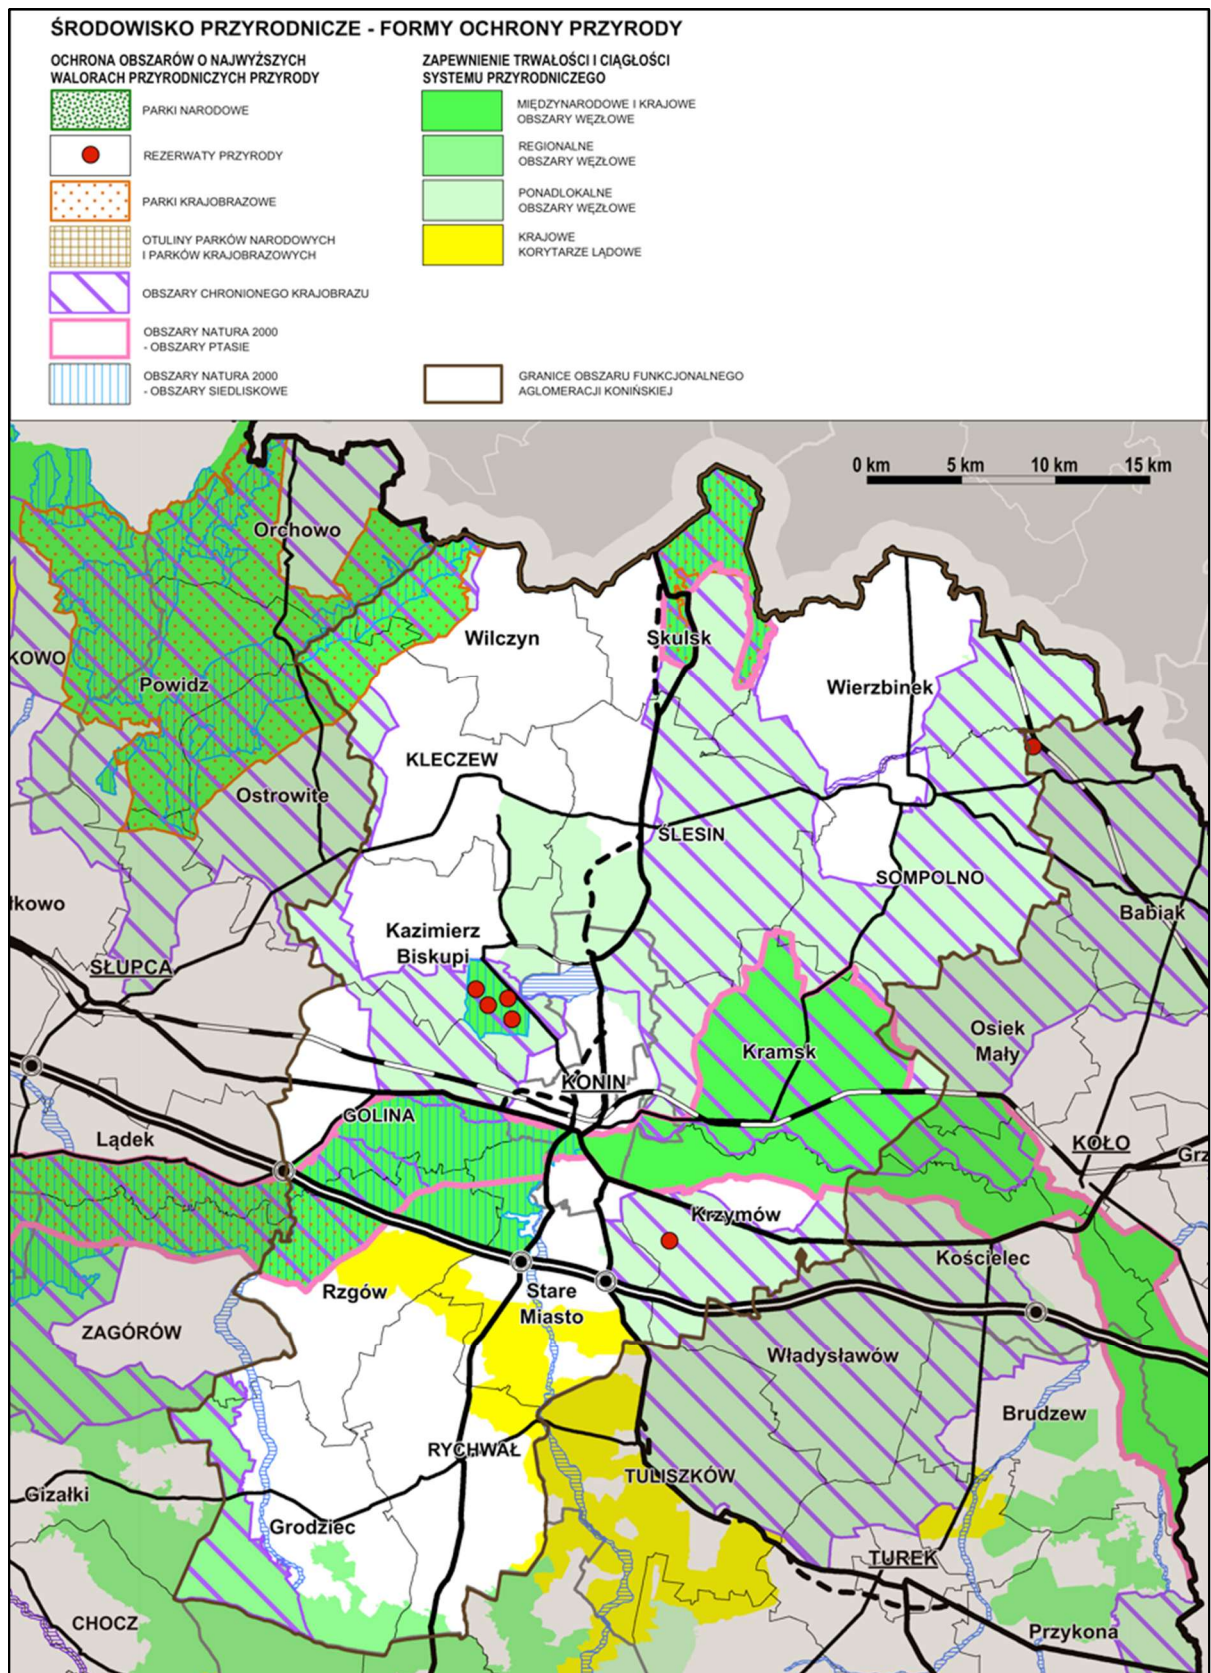 ŚRODOWISKO PRZYRODNICZE - FORMY OCHRONY PRZYRODY
OCHRONA OBSZARÓW O NAJWYŻSZYCH
WALORACH PRZYRODNICZYCH PRZYRODY
PARKI NARODOWE
REZERWATY PRZYRODY
PARKI KRAJOBRAZOWE
OTULINY PARKÓW NARODOWYCH
I PARKÓW KRAJOBRAZOWYCH
OBSZARY CHRONIONEGO KRAJOBRAZU
OBSZARY NATURA 2000
- OBSZARY PTASIE
OBSZARY NATURA 2000
- OBSZARY SIEDLISKOWE
ZAPEWNIENIE TRWAŁOŚCI I CIĄGŁOŚCI
SYSTEMU PRZYRODNICZEGO
MIĘDZYNARODOWE I KRAJOWE
OBSZARY WĘZŁOWE
REGIONALNE
OBSZARY WĘZŁOWE
PONADLOKALNE
OBSZARY WĘZŁOWE
KRAJOWE
KORYTARZE LĄDOWE
GRANICE OBSZARU FUNKCJONALNEGO
AGLOMERACJI KONIŃSKIEJ
0 km 5 km 10 km 15 km
Orchowo
Wilczyn
Skulsk
KOWO
Powidz
Wierzbinek
KLECZEW
Ostrowite
ŚLESIN
SOMPOLNO
łkowo
Babiak
Kazimierz
Biskupi
SŁUPCA
Osiek
Mały
Kramsk
KONIN
GOLINA
Lądek
KOŁO
Grz
Krzymów
Kościelec
Rzgów
Stare
Miasto
ZAGÓRÓW
Władysławów
Brudzew
RYCHWAŁ
TULISZKÓW
Gizałki
Grodziec
TUREK
CHOCZ
Przykona